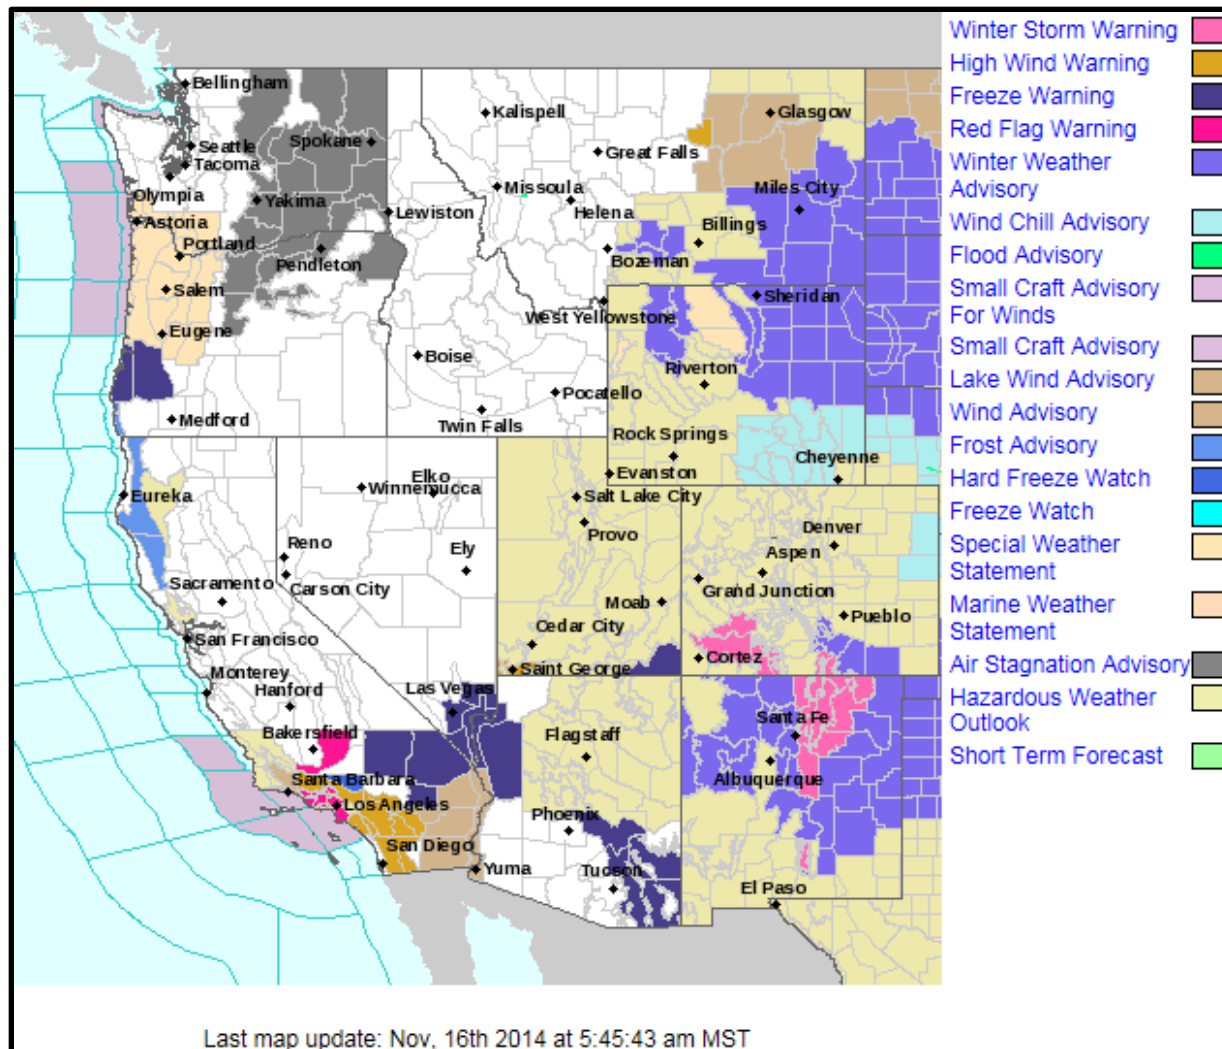 Bellingham
Seattle
Tacoma
Olympia
Spokane
Yakima
Astoria
Portland
Pendleton
Salem
Eugene
Medford
Lewiston
Kalispell
Great Falls
Missoula
Helena
Glasgow
Miles City
Billings
Bozeman
West Yellowstone
Sheridan
Boise
Pocatello
Twin Falls
Riverton
Rock Springs
Evanston
Cheyenne
Eureka
Elko
Winnemucca
Salt Lake City
Provo
Reno
Carson City
Ely
Sacramento
San Francisco
Monterey
Hanford
Bakersfield
Las Vegas
Denver
Aspen
Grand Junction
Moab
Pueblo
Cedar City
Saint George
Cortez
Santa Barbara
Los Angeles
San Diego
Yuma
Flagstaff
Phoenix
Tucson
Santa Fe
Albuquerque
El Paso
Winter Storm Warning
High Wind Warning
Freeze Warning
Red Flag Warning
Winter Weather
Advisory
Wind Chill Advisory
Flood Advisory
Small Craft Advisory
For Winds
Small Craft Advisory
Lake Wind Advisory
Wind Advisory
Frost Advisory
Hard Freeze Watch
Freeze Watch
Special Weather
Statement
Marine Weather
Statement
Air Stagnation Advisory
Hazardous Weather
Outlook
Short Term Forecast
Last map update: Nov, 16th 2014 at 5:45:43 am MST